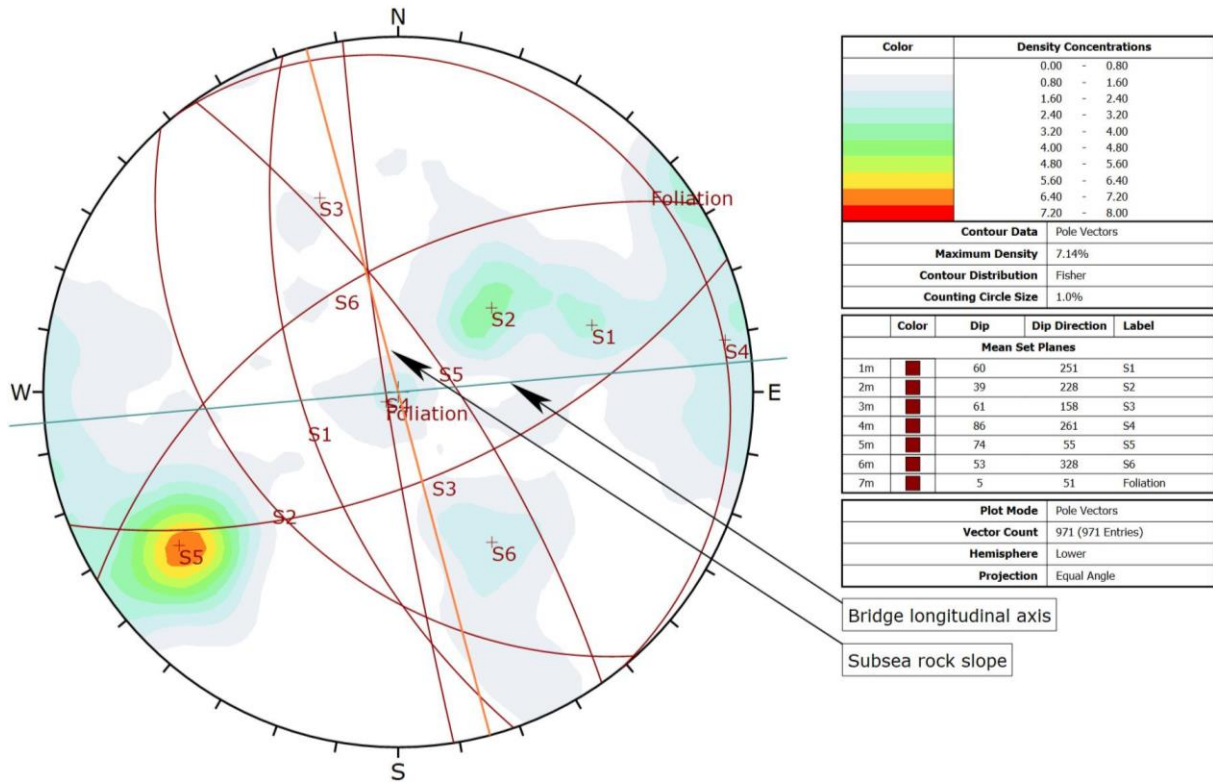 N
S3
Foliation
S6
S2
S1
S4
S5
W
E
S4
Foliation
S1
S3
S2
S5
S6
S
Color Density Concentrations
0.00 - 0.80
0.80 - 1.60
1.60 - 2.40
2.40 - 3.20
3.20 - 4.00
4.00 - 4.80
4.80 - 5.60
5.60 - 6.40
6.40 - 7.20
7.20 - 8.00
Contour Data Pole Vectors
Maximum Density 7.14%
Contour Distribution Fisher
Counting Circle Size 1.0%
Color Dip Dip Direction Label
Mean Set Planes
1m 60 251 S1
2m 39 228 S2
3m 61 158 S3
4m 86 261 S4
5m 74 55 S5
6m 53 328 S6
7m 5 51 Foliation
Plot Mode Pole Vectors
Vector Count 971 (971 Entries)
Hemisphere Lower
Projection Equal Angle
Bridge longitudinal axis
Subsea rock slope